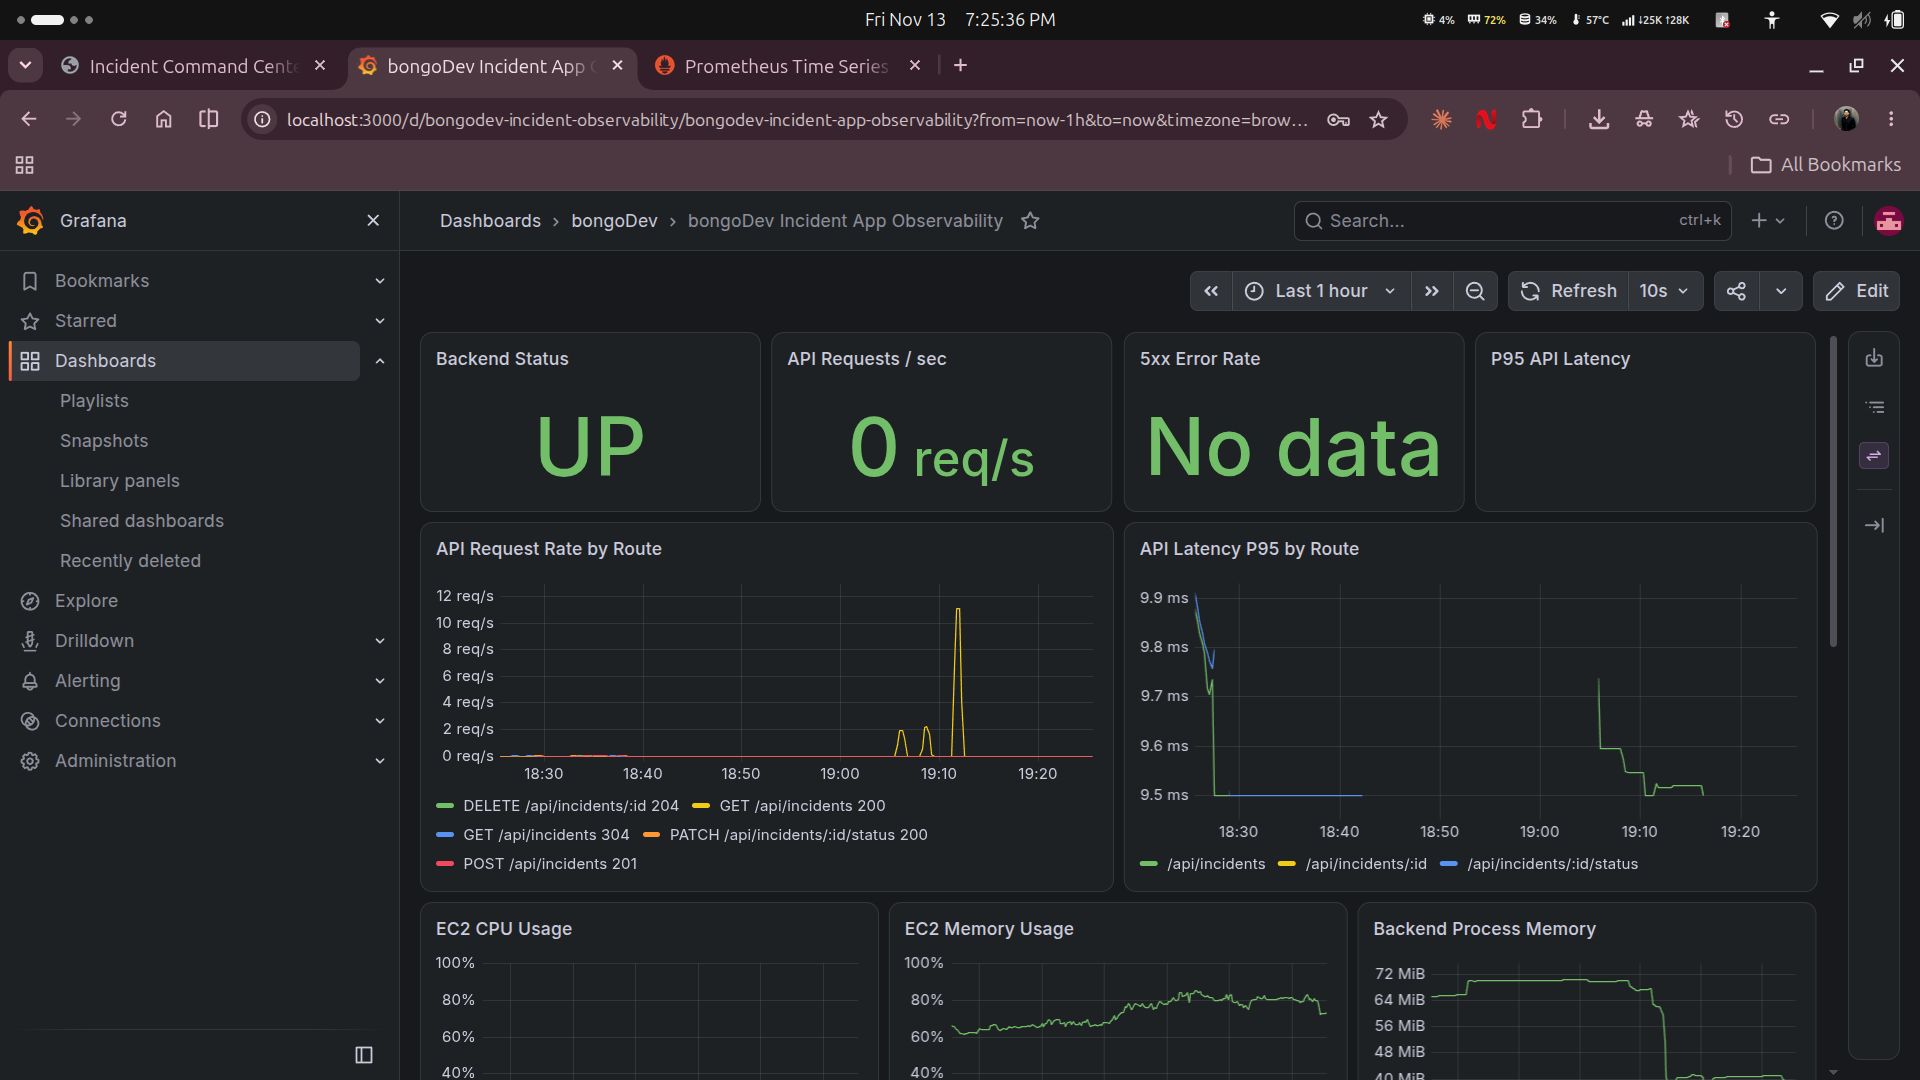 Fri Nov 13 7:25:36 PM
4% 72% 34% 57°C ↓25K ↑28K
Incident Command Cente
bongoDev Incident App O
Prometheus Time Series
localhost:3000/d/bongodev-incident-observability/bongodev-incident-app-observability?from=now-1h&to=now&timezone=brow...
All Bookmarks
Grafana
Dashboards › bongoDev › bongoDev Incident App Observability
Search... ctrl+k
Bookmarks
Starred
Dashboards
Playlists
Snapshots
Library panels
Shared dashboards
Recently deleted
Explore
Drilldown
Alerting
Connections
Administration
Last 1 hour
Refresh 10s
Edit
Backend Status
UP
API Requests / sec
0 req/s
5xx Error Rate
No data
P95 API Latency
API Request Rate by Route
12 req/s
10 req/s
8 req/s
6 req/s
4 req/s
2 req/s
0 req/s
18:30 18:40 18:50 19:00 19:10 19:20
DELETE /api/incidents/:id 204 GET /api/incidents 200
GET /api/incidents 304 PATCH /api/incidents/:id/status 200
POST /api/incidents 201
API Latency P95 by Route
9.9 ms
9.8 ms
9.7 ms
9.6 ms
9.5 ms
18:30 18:40 18:50 19:00 19:10 19:20
/api/incidents /api/incidents/:id /api/incidents/:id/status
EC2 CPU Usage
100%
80%
60%
40%
EC2 Memory Usage
100%
80%
60%
40%
Backend Process Memory
72 MiB
64 MiB
56 MiB
48 MiB
40 MiB